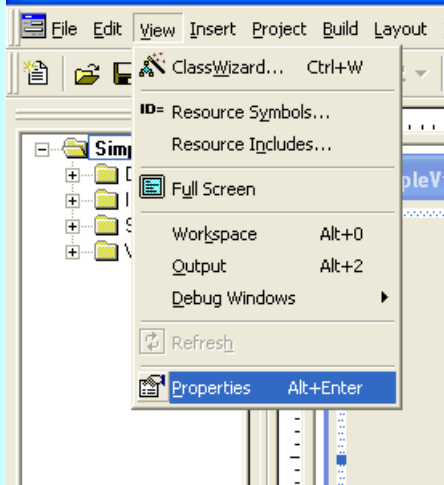 File Edit View Insert Project Build Layout
ClassWizard... Ctrl+W
ID= Resource Symbols...
Resource Includes...
Simp
Full Screen
pleV
Workspace Alt+0
Output Alt+2
Debug Windows
Refresh
Properties Alt+Enter